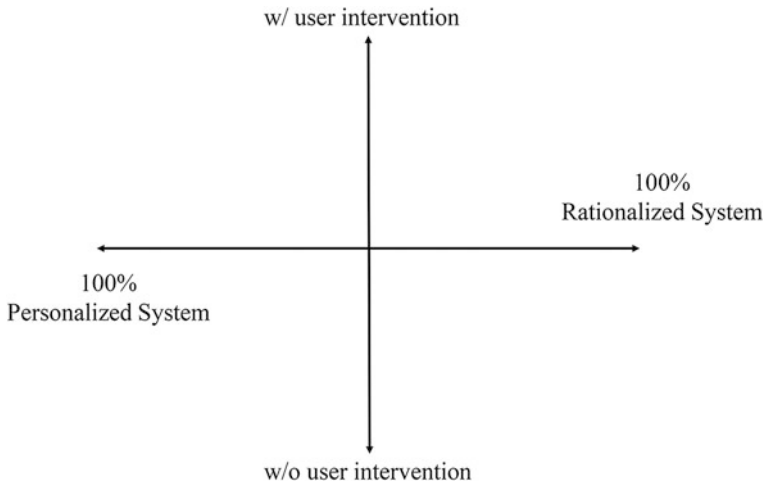 w/ user intervention
100%
Rationalized System
100%
Personalized System
w/o user intervention